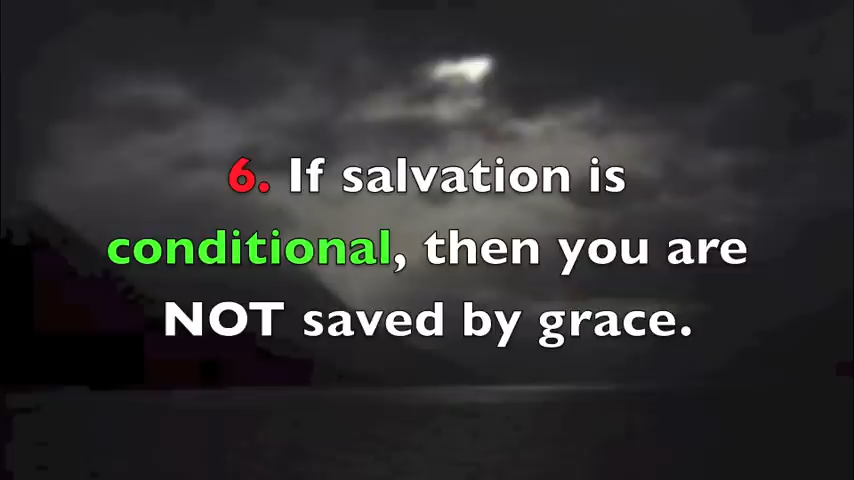 6. If salvation is
conditional, then you are
NOT saved by grace.